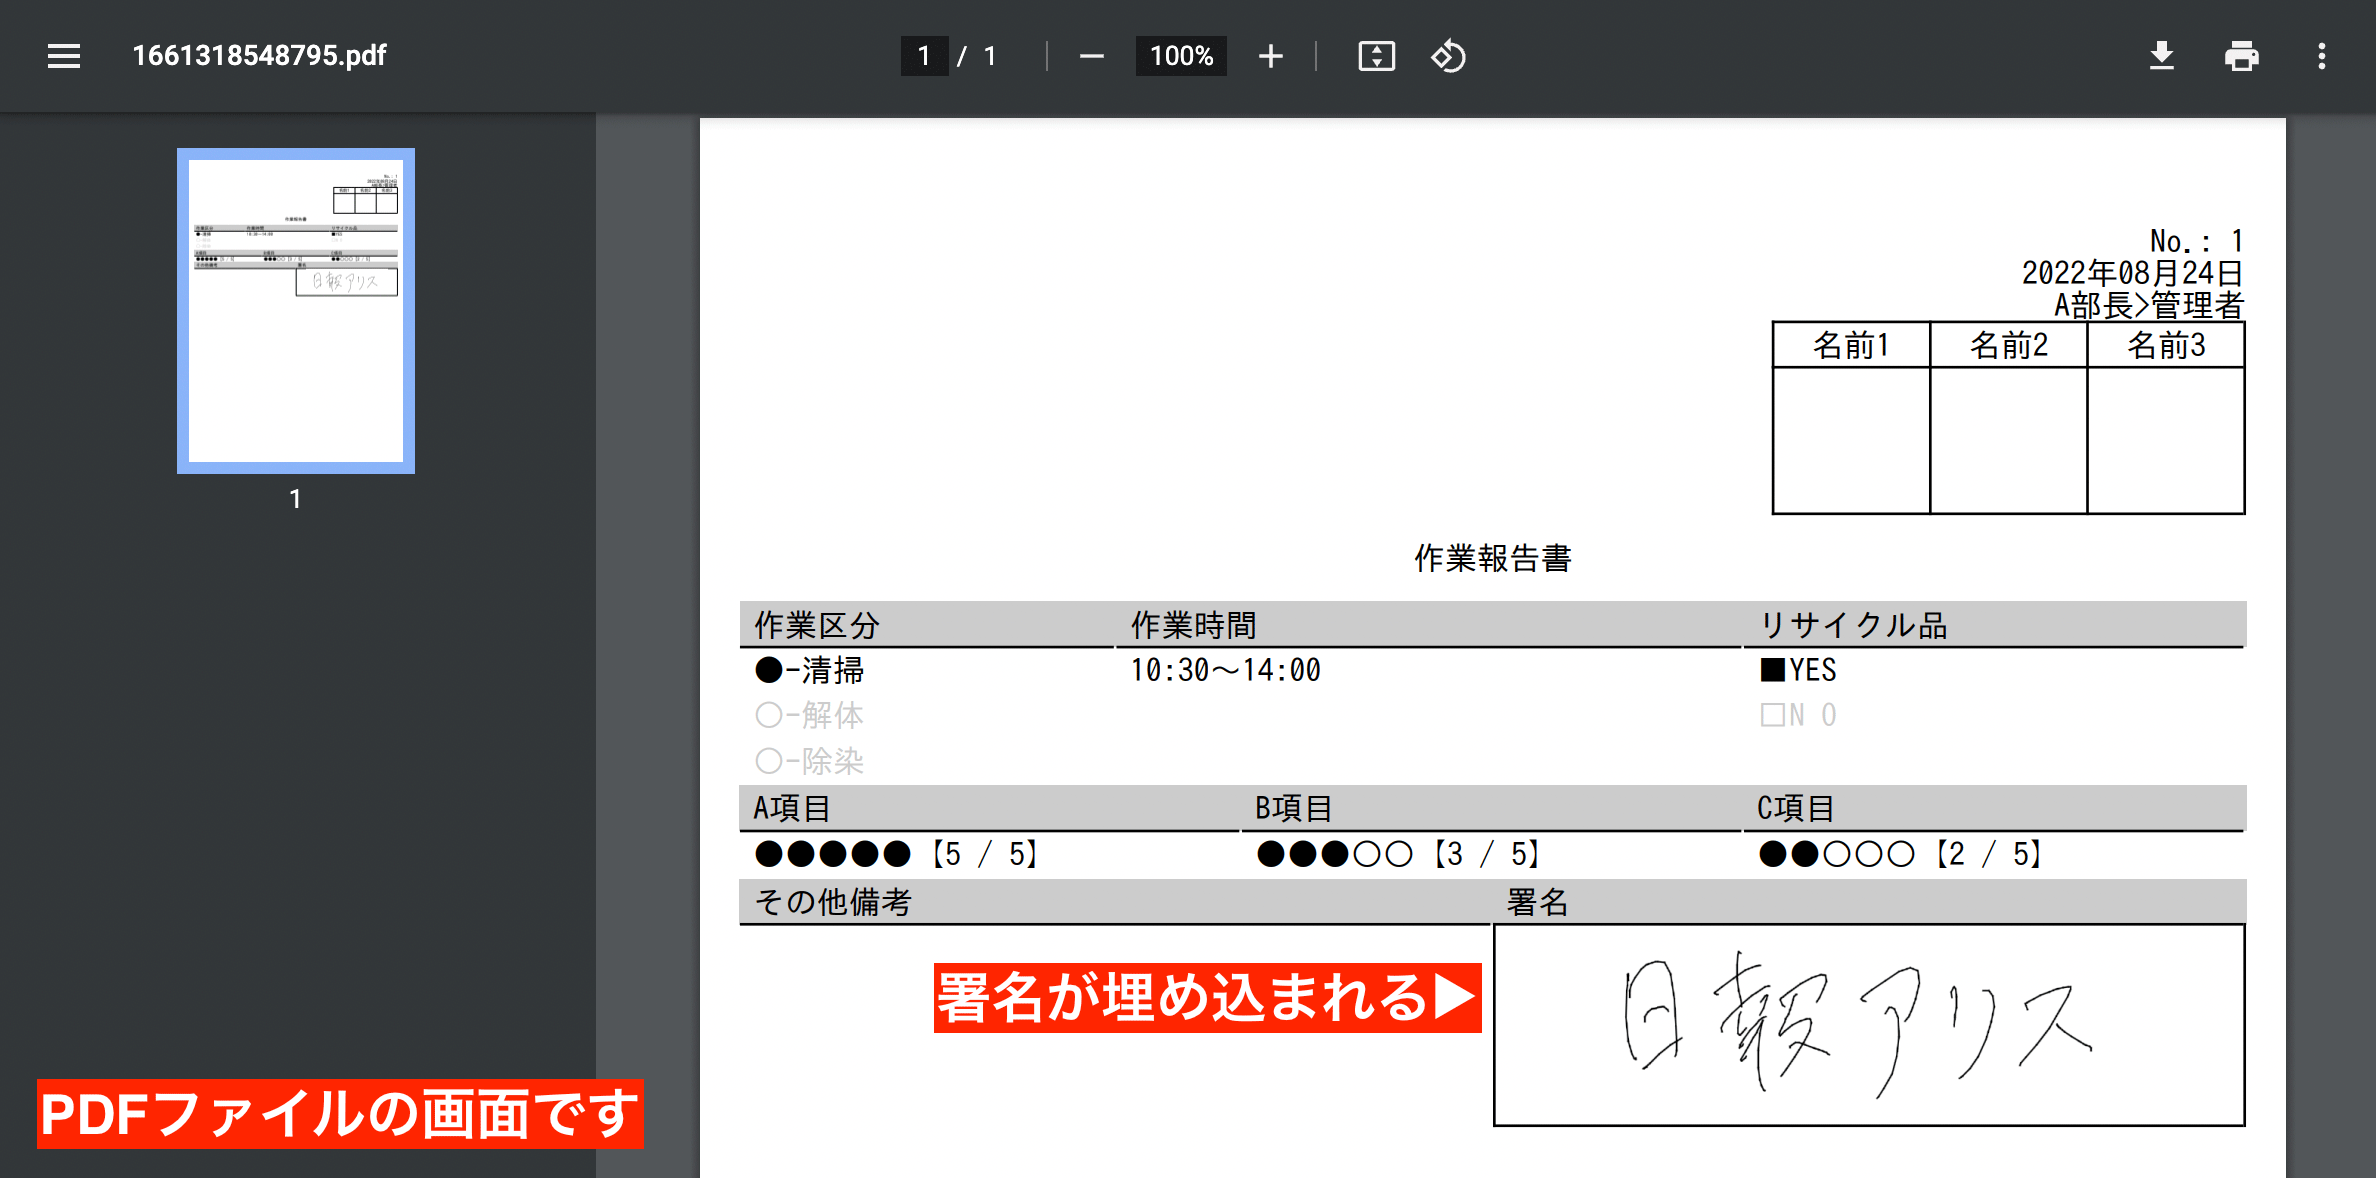 1661318548795.pdf
1 / 1
100%
1
No.: 1
2022年08月24日
A部長>管理者
名前1 名前2 名前3
作業報告書
作業区分 作業時間 リサイクル品
●-清掃 10:30～14:00 ■YES
○-解体 □N O
○-除染
A項目 B項目 C項目
●●●●●【5 / 5】 ●●●○○【3 / 5】 ●●○○○【2 / 5】
その他備考 署名
署名が埋め込まれる▶
日報アリス
PDFファイルの画面です